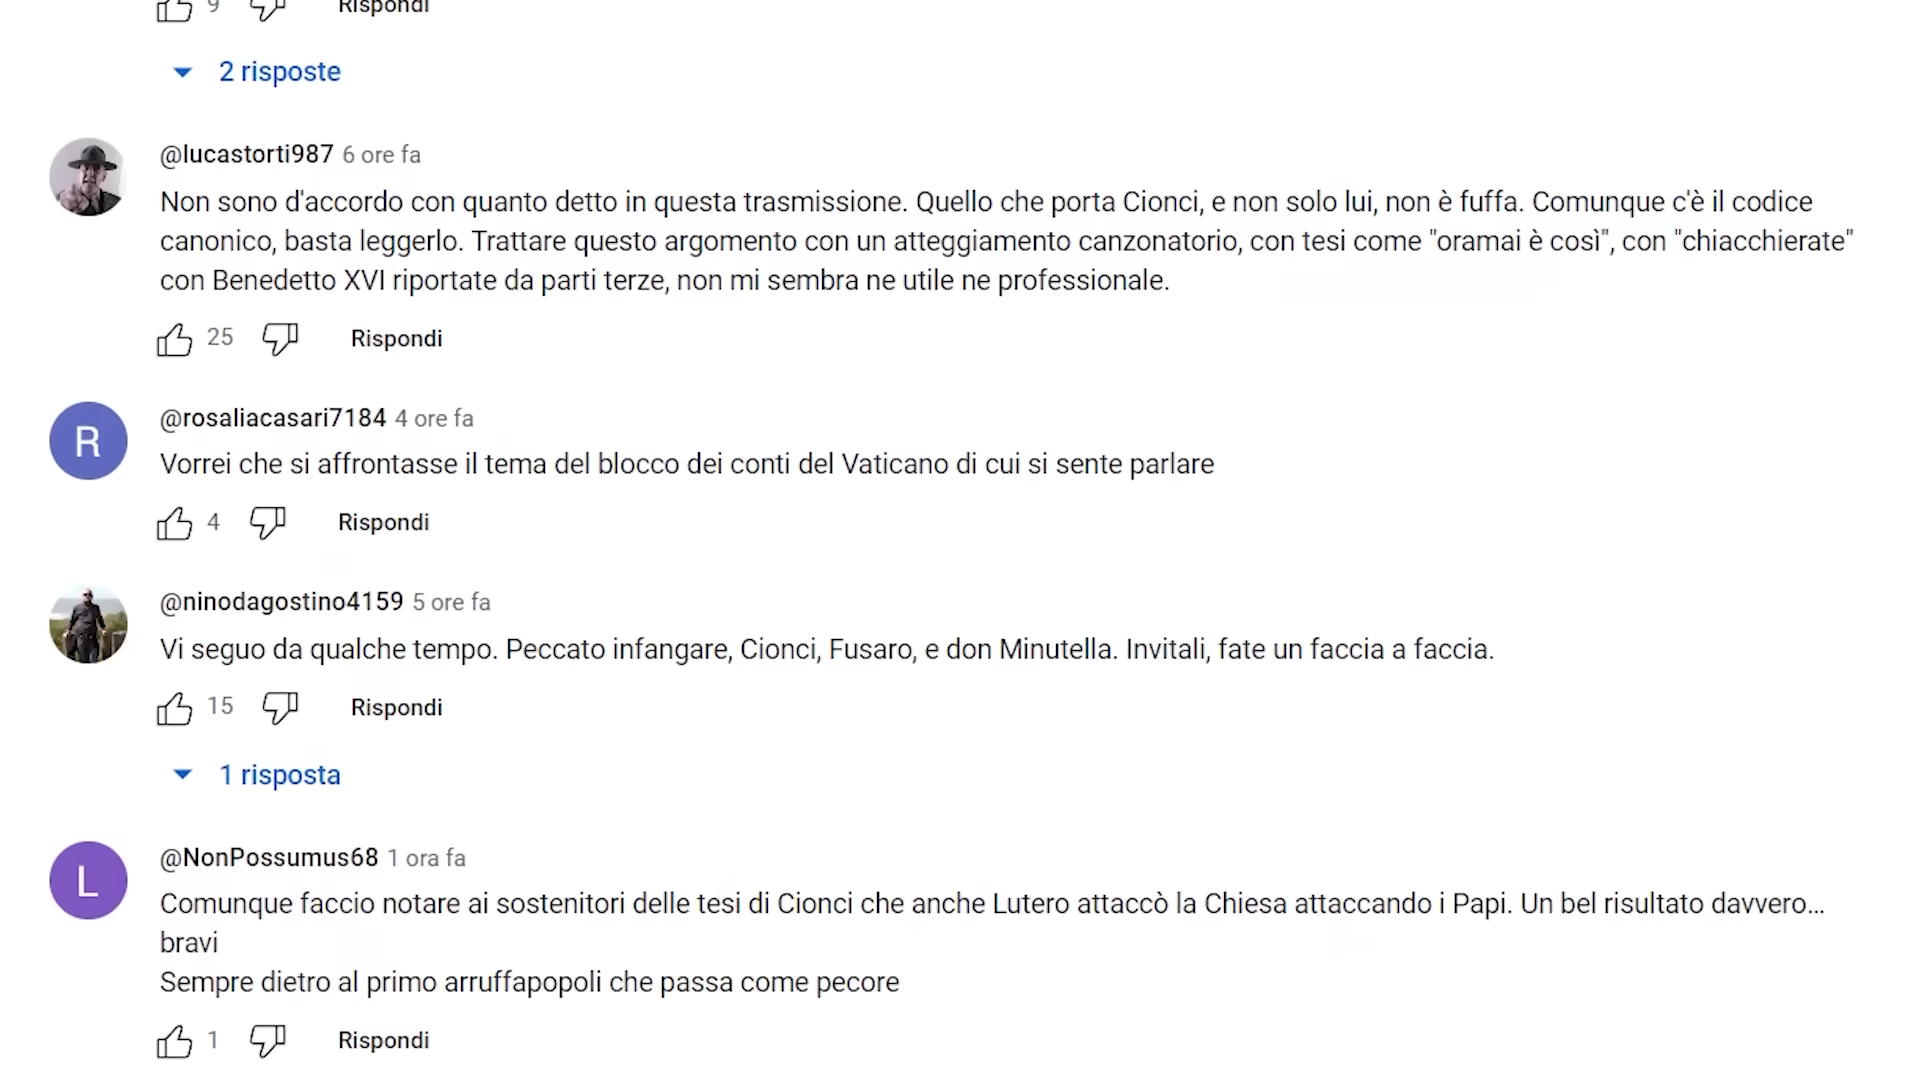 9 Rispondi
2 risposte
@lucastorti987 6 ore fa
Non sono d'accordo con quanto detto in questa trasmissione. Quello che porta Cionci, e non solo lui, non è fuffa. Comunque c'è il codice
canonico, basta leggerlo. Trattare questo argomento con un atteggiamento canzonatorio, con tesi come "oramai è così", con "chiacchierate"
con Benedetto XVI riportate da parti terze, non mi sembra ne utile ne professionale.
25 Rispondi
R
@rosaliacasari7184 4 ore fa
Vorrei che si affrontasse il tema del blocco dei conti del Vaticano di cui si sente parlare
4 Rispondi
@ninodagostino4159 5 ore fa
Vi seguo da qualche tempo. Peccato infangare, Cionci, Fusaro, e don Minutella. Invitali, fate un faccia a faccia.
15 Rispondi
1 risposta
L
@NonPossumus68 1 ora fa
Comunque faccio notare ai sostenitori delle tesi di Cionci che anche Lutero attaccò la Chiesa attaccando i Papi. Un bel risultato davvero…
bravi
Sempre dietro al primo arruffapopoli che passa come pecore
1 Rispondi